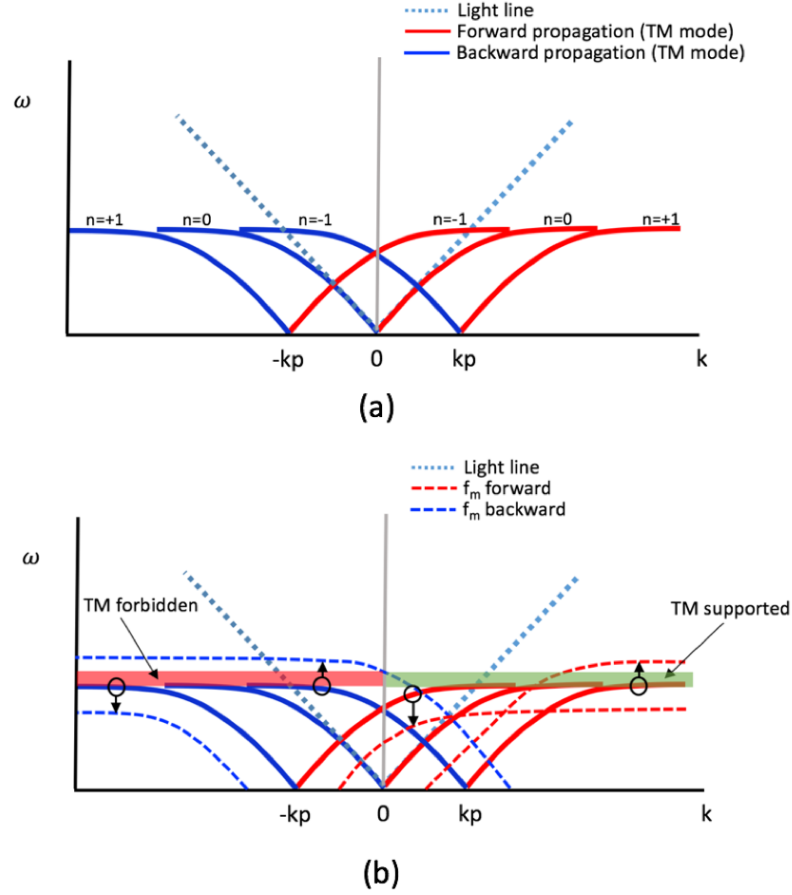 Light line
Forward propagation (TM mode)
Backward propagation (TM mode)
ω
n=+1 n=0 n=-1 n=-1 n=0 n=+1
-kp 0 kp k
(a)
Light line
fm forward
fm backward
ω
TM forbidden TM supported
-kp 0 kp k
(b)